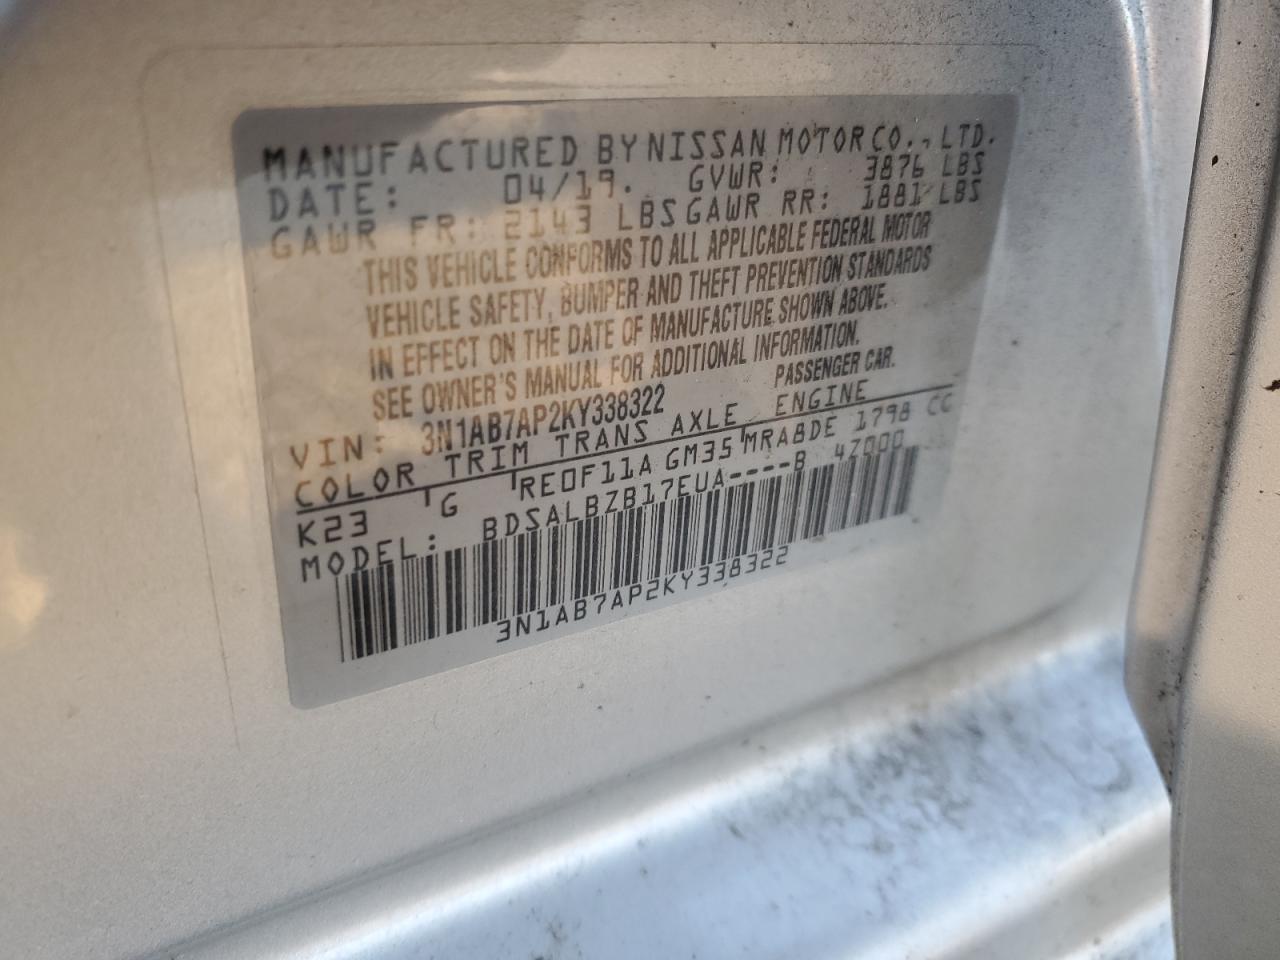 MANUFACTURED BY NISSAN MOTOR CO., LTD.
DATE: 04/19. GVWR: 3876 LBS
GAWR FR: 2143 LBS GAWR RR: 1881 LBS
THIS VEHICLE CONFORMS TO ALL APPLICABLE FEDERAL MOTOR
VEHICLE SAFETY, BUMPER AND THEFT PREVENTION STANDARDS
IN EFFECT ON THE DATE OF MANUFACTURE SHOWN ABOVE.
SEE OWNER'S MANUAL FOR ADDITIONAL INFORMATION.
VIN: 3N1AB7AP2KY338322 PASSENGER CAR.
COLOR TRIM TRANS AXLE ENGINE
K23 G RE0F11A GM35 MRA8DE 1798 CC
MODEL: BDSALBZB17EUA----B 4Z000
3N1AB7AP2KY338322